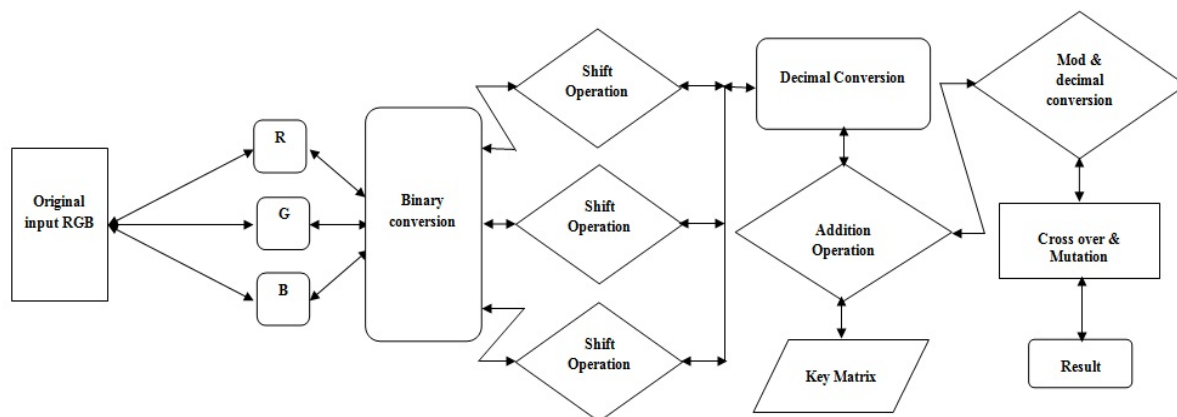 Original
input RGB
R
G
B
Binary
conversion
Shift
Operation
Shift
Operation
Shift
Operation
Decimal Conversion
Addition
Operation
Key Matrix
Mod &
decimal
conversion
Cross over &
Mutation
Result